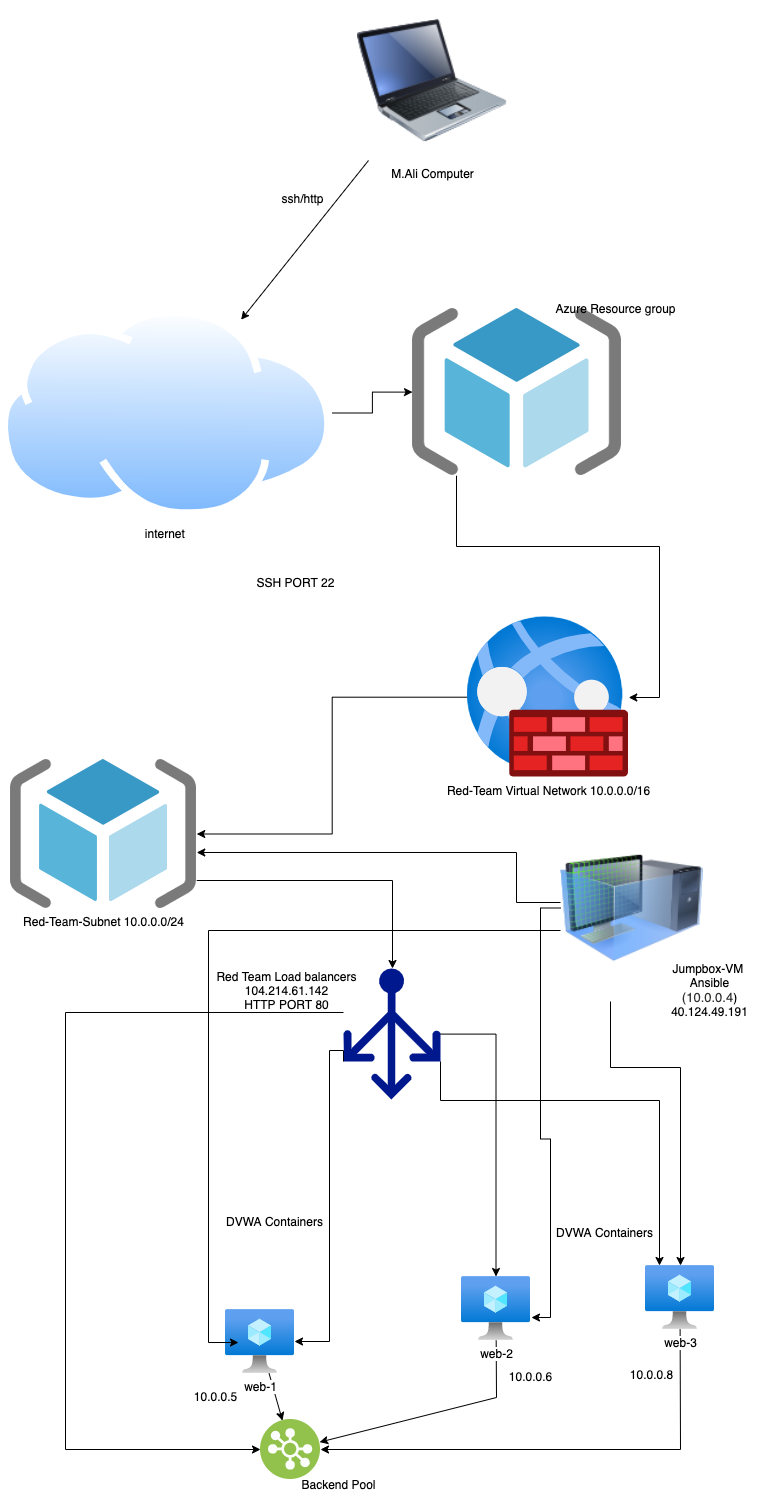 M.Ali Computer
ssh/http
Azure Resource group
internet
SSH PORT 22
Red-Team Virtual Network 10.0.0.0/16
Red-Team-Subnet 10.0.0.0/24
Jumpbox-VM
Ansible
(10.0.0.4)
40.124.49.191
Red Team Load balancers
104.214.61.142
HTTP PORT 80
DVWA Containers
DVWA Containers
web-3
web-2
10.0.0.6
10.0.0.8
web-1
10.0.0.5
Backend Pool